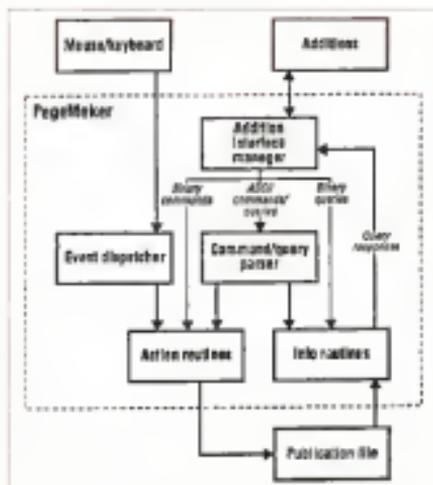 Mouse/keyboard
Additions
PageMaker
Addition
interface
manager
Binary
commands
ASCII
commands/
queries
Binary
queries
Query
responses
Event dispatcher
Command/query
parser
Action routines
Info routines
Publication file